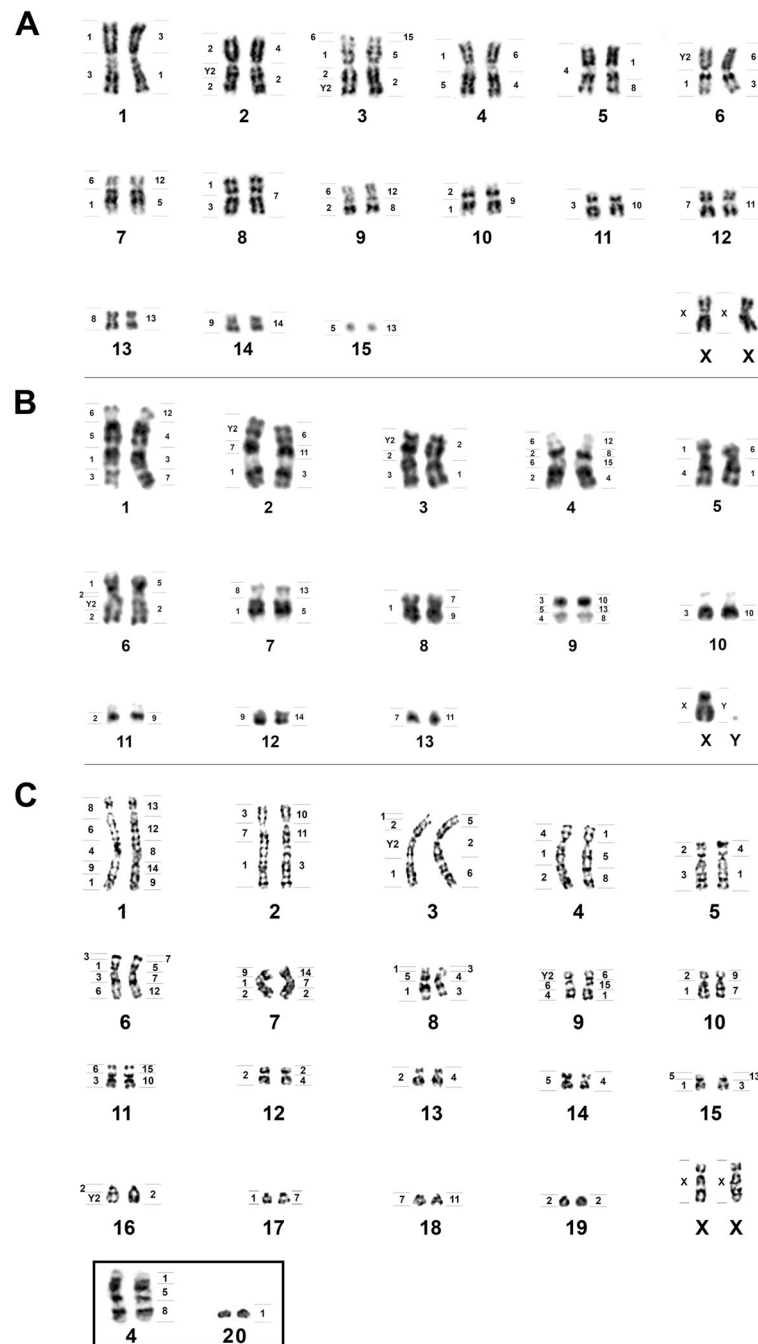 A
1 3 2 4 6 15 1 6 1 Y2 6
1 5 4
3 1 Y2 2 2 2 5 4 8 1 3
2 Y2
1 2 3 4 5 6
6 12 1 7 6 12 2 9 3 10 7 11
1 5 3 2 8 1
7 8 9 10 11 12
8 13 9 14 5 13 X X
13 14 15 X X
B
6 12 Y2 6 Y2 2 6 12 1 6
5 4 7 11 2 2 8
1 3 6 15 4 1
3 7 1 3 3 1 2 4
1 2 3 4 5
1 5 8 13 7 3 10
2 1 5 13
Y2 2 1 5 9 4 8 3 10
2
6 7 8 9 10
2 9 9 14 7 11 X Y
11 12 13 X Y
C
8 13 3 10 1 5 4 1
6 12 7 11 2 2 4
4 8 Y2 2 1 5
9 14 1 3 3 1
1 9 1 6 2 8
1 2 3 4 5
3 7 9 14 1 3 Y2 6 2 9
1 5 1 7 5 4 6 15
3 7 2 2 1 3 4 1 1 7
6 12
6 7 8 9 10
6 15 2 2 2 4 5 4 5 13
3 10 4 1 3
11 12 13 14 15
2 2 1 7 7 11 2 2 X X
Y2
16 17 18 19 X X
1
5
8 1
4 20